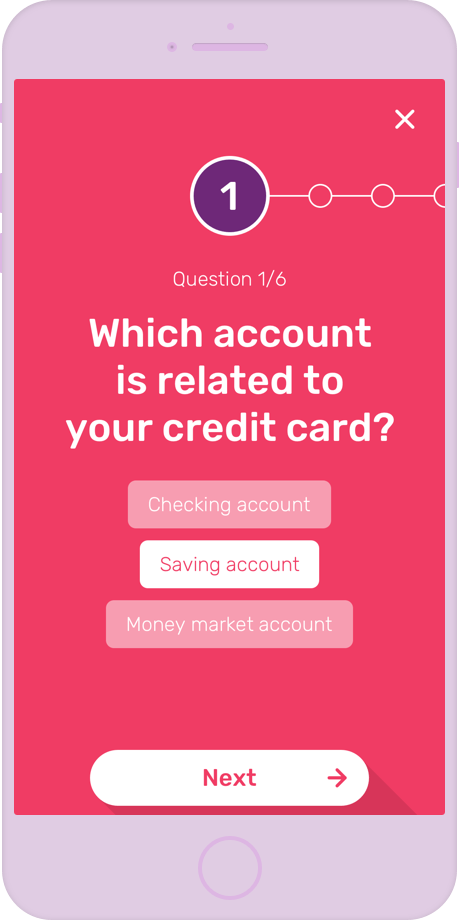 1
Question 1/6
Which account
is related to
your credit card?
Checking account
Saving account
Money market account
Next